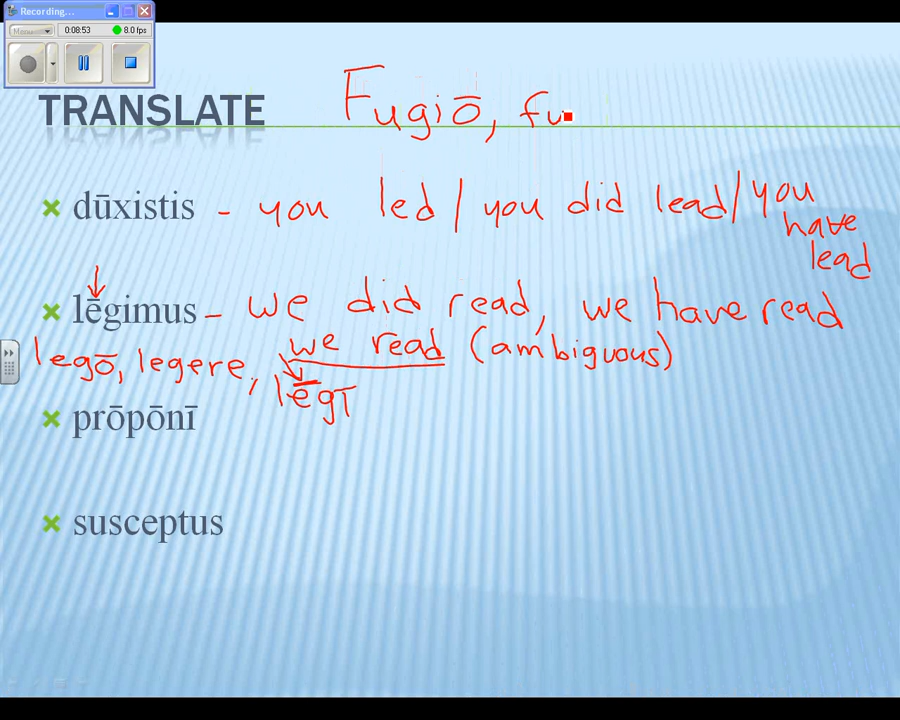 Recording...
Menu
0:08:53
8.0 fps
TRANSLATE
Fugiō, fu
dūxistis - you led / you did lead / you
have
lead
lēgimus - we did read, we have read
we read (ambiguous)
legō, legere,
lēgī
prōpōnī
susceptus